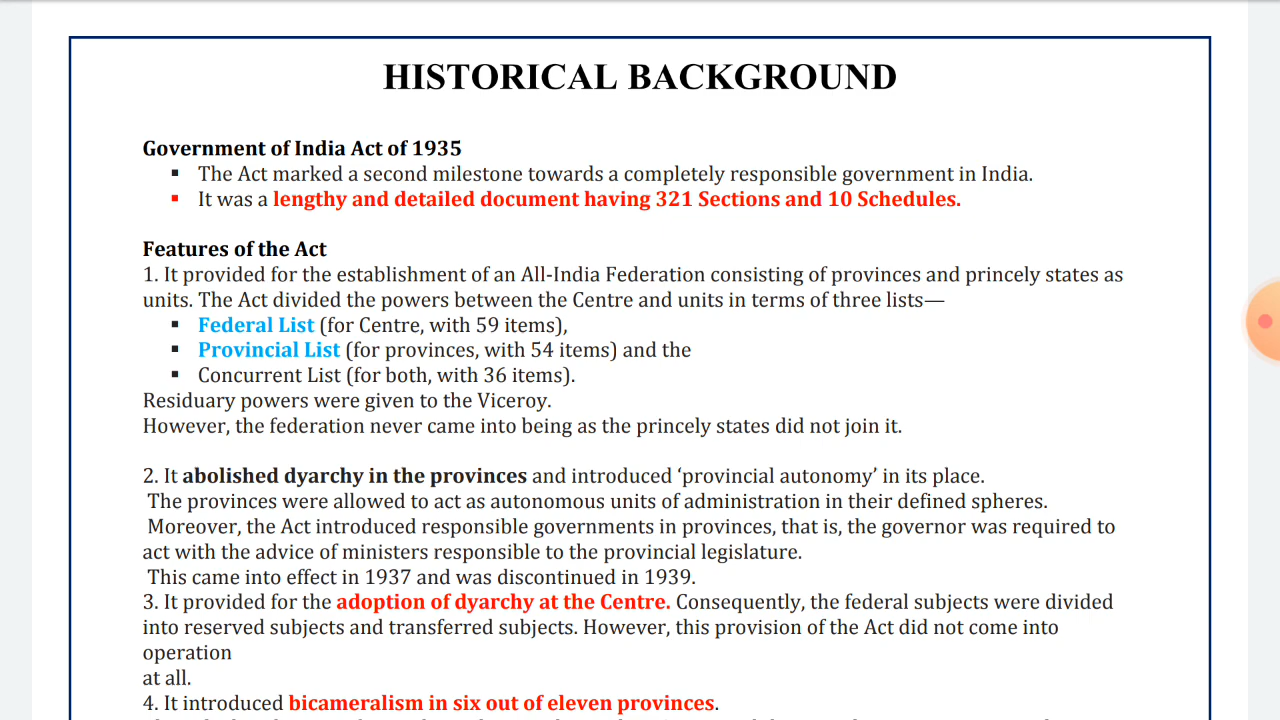 HISTORICAL BACKGROUND
Government of India Act of 1935
▪ The Act marked a second milestone towards a completely responsible government in India.
▪ It was a lengthy and detailed document having 321 Sections and 10 Schedules.
Features of the Act
1. It provided for the establishment of an All-India Federation consisting of provinces and princely states as
units. The Act divided the powers between the Centre and units in terms of three lists—
▪ Federal List (for Centre, with 59 items),
▪ Provincial List (for provinces, with 54 items) and the
▪ Concurrent List (for both, with 36 items).
Residuary powers were given to the Viceroy.
However, the federation never came into being as the princely states did not join it.
2. It abolished dyarchy in the provinces and introduced ‘provincial autonomy’ in its place.
The provinces were allowed to act as autonomous units of administration in their defined spheres.
Moreover, the Act introduced responsible governments in provinces, that is, the governor was required to
act with the advice of ministers responsible to the provincial legislature.
This came into effect in 1937 and was discontinued in 1939.
3. It provided for the adoption of dyarchy at the Centre. Consequently, the federal subjects were divided
into reserved subjects and transferred subjects. However, this provision of the Act did not come into
operation
at all.
4. It introduced bicameralism in six out of eleven provinces.